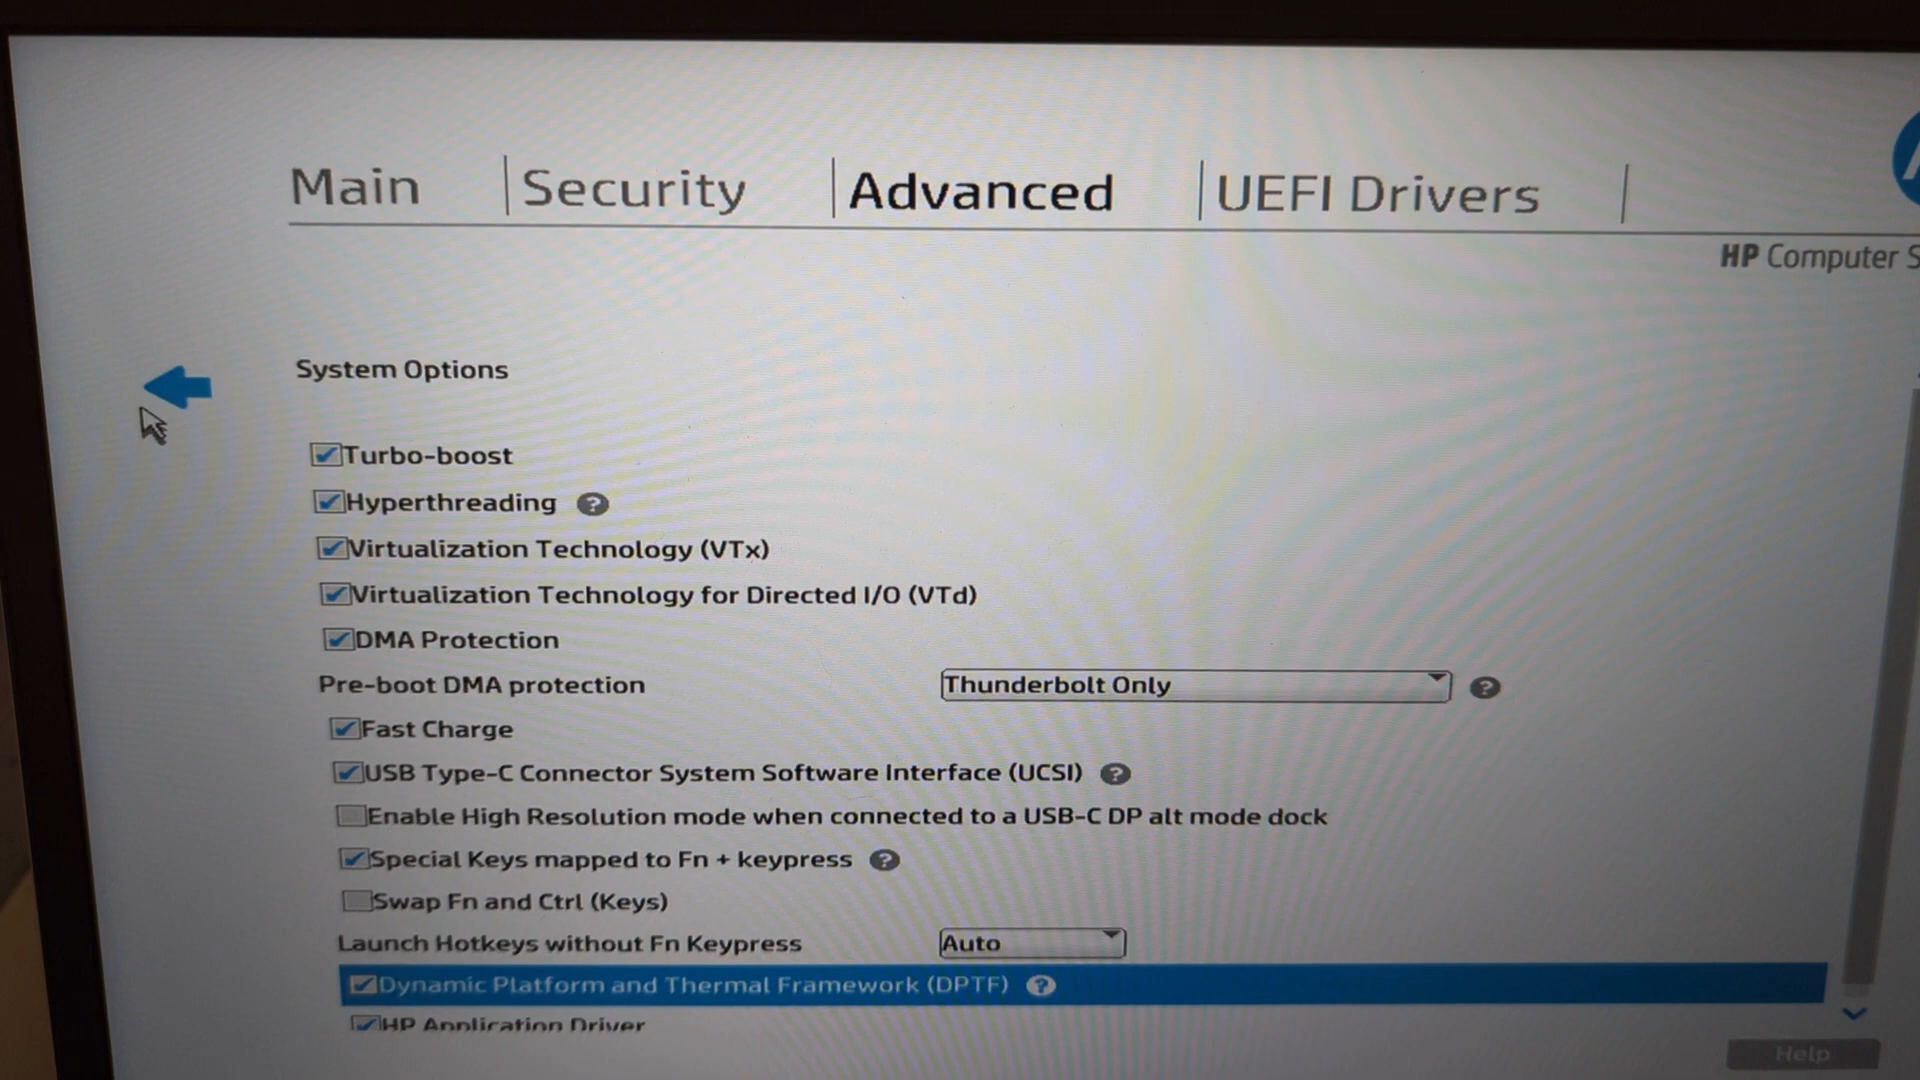 Main
Security
Advanced
UEFI Drivers
HP Computer S
System Options
Turbo-boost
Hyperthreading ?
Virtualization Technology (VTx)
Virtualization Technology for Directed I/O (VTd)
DMA Protection
Pre-boot DMA protection Thunderbolt Only ?
Fast Charge
USB Type-C Connector System Software Interface (UCSI) ?
Enable High Resolution mode when connected to a USB-C DP alt mode dock
Special Keys mapped to Fn + keypress ?
Swap Fn and Ctrl (Keys)
Launch Hotkeys without Fn Keypress Auto
Dynamic Platform and Thermal Framework (DPTF) ?
HP Application Driver
Help